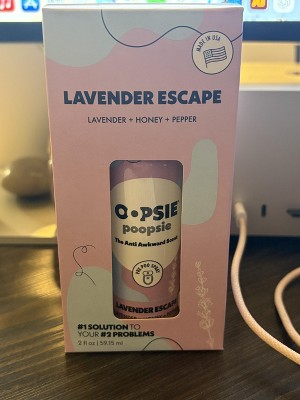 MADE IN USA
LAVENDER ESCAPE
LAVENDER + HONEY + PEPPER
OOPSIE
poopsie
The Anti Awkward Scent
LAVENDER ESCAPE
#1 SOLUTION TO
YOUR #2 PROBLEMS
2 fl oz | 59.15 ml